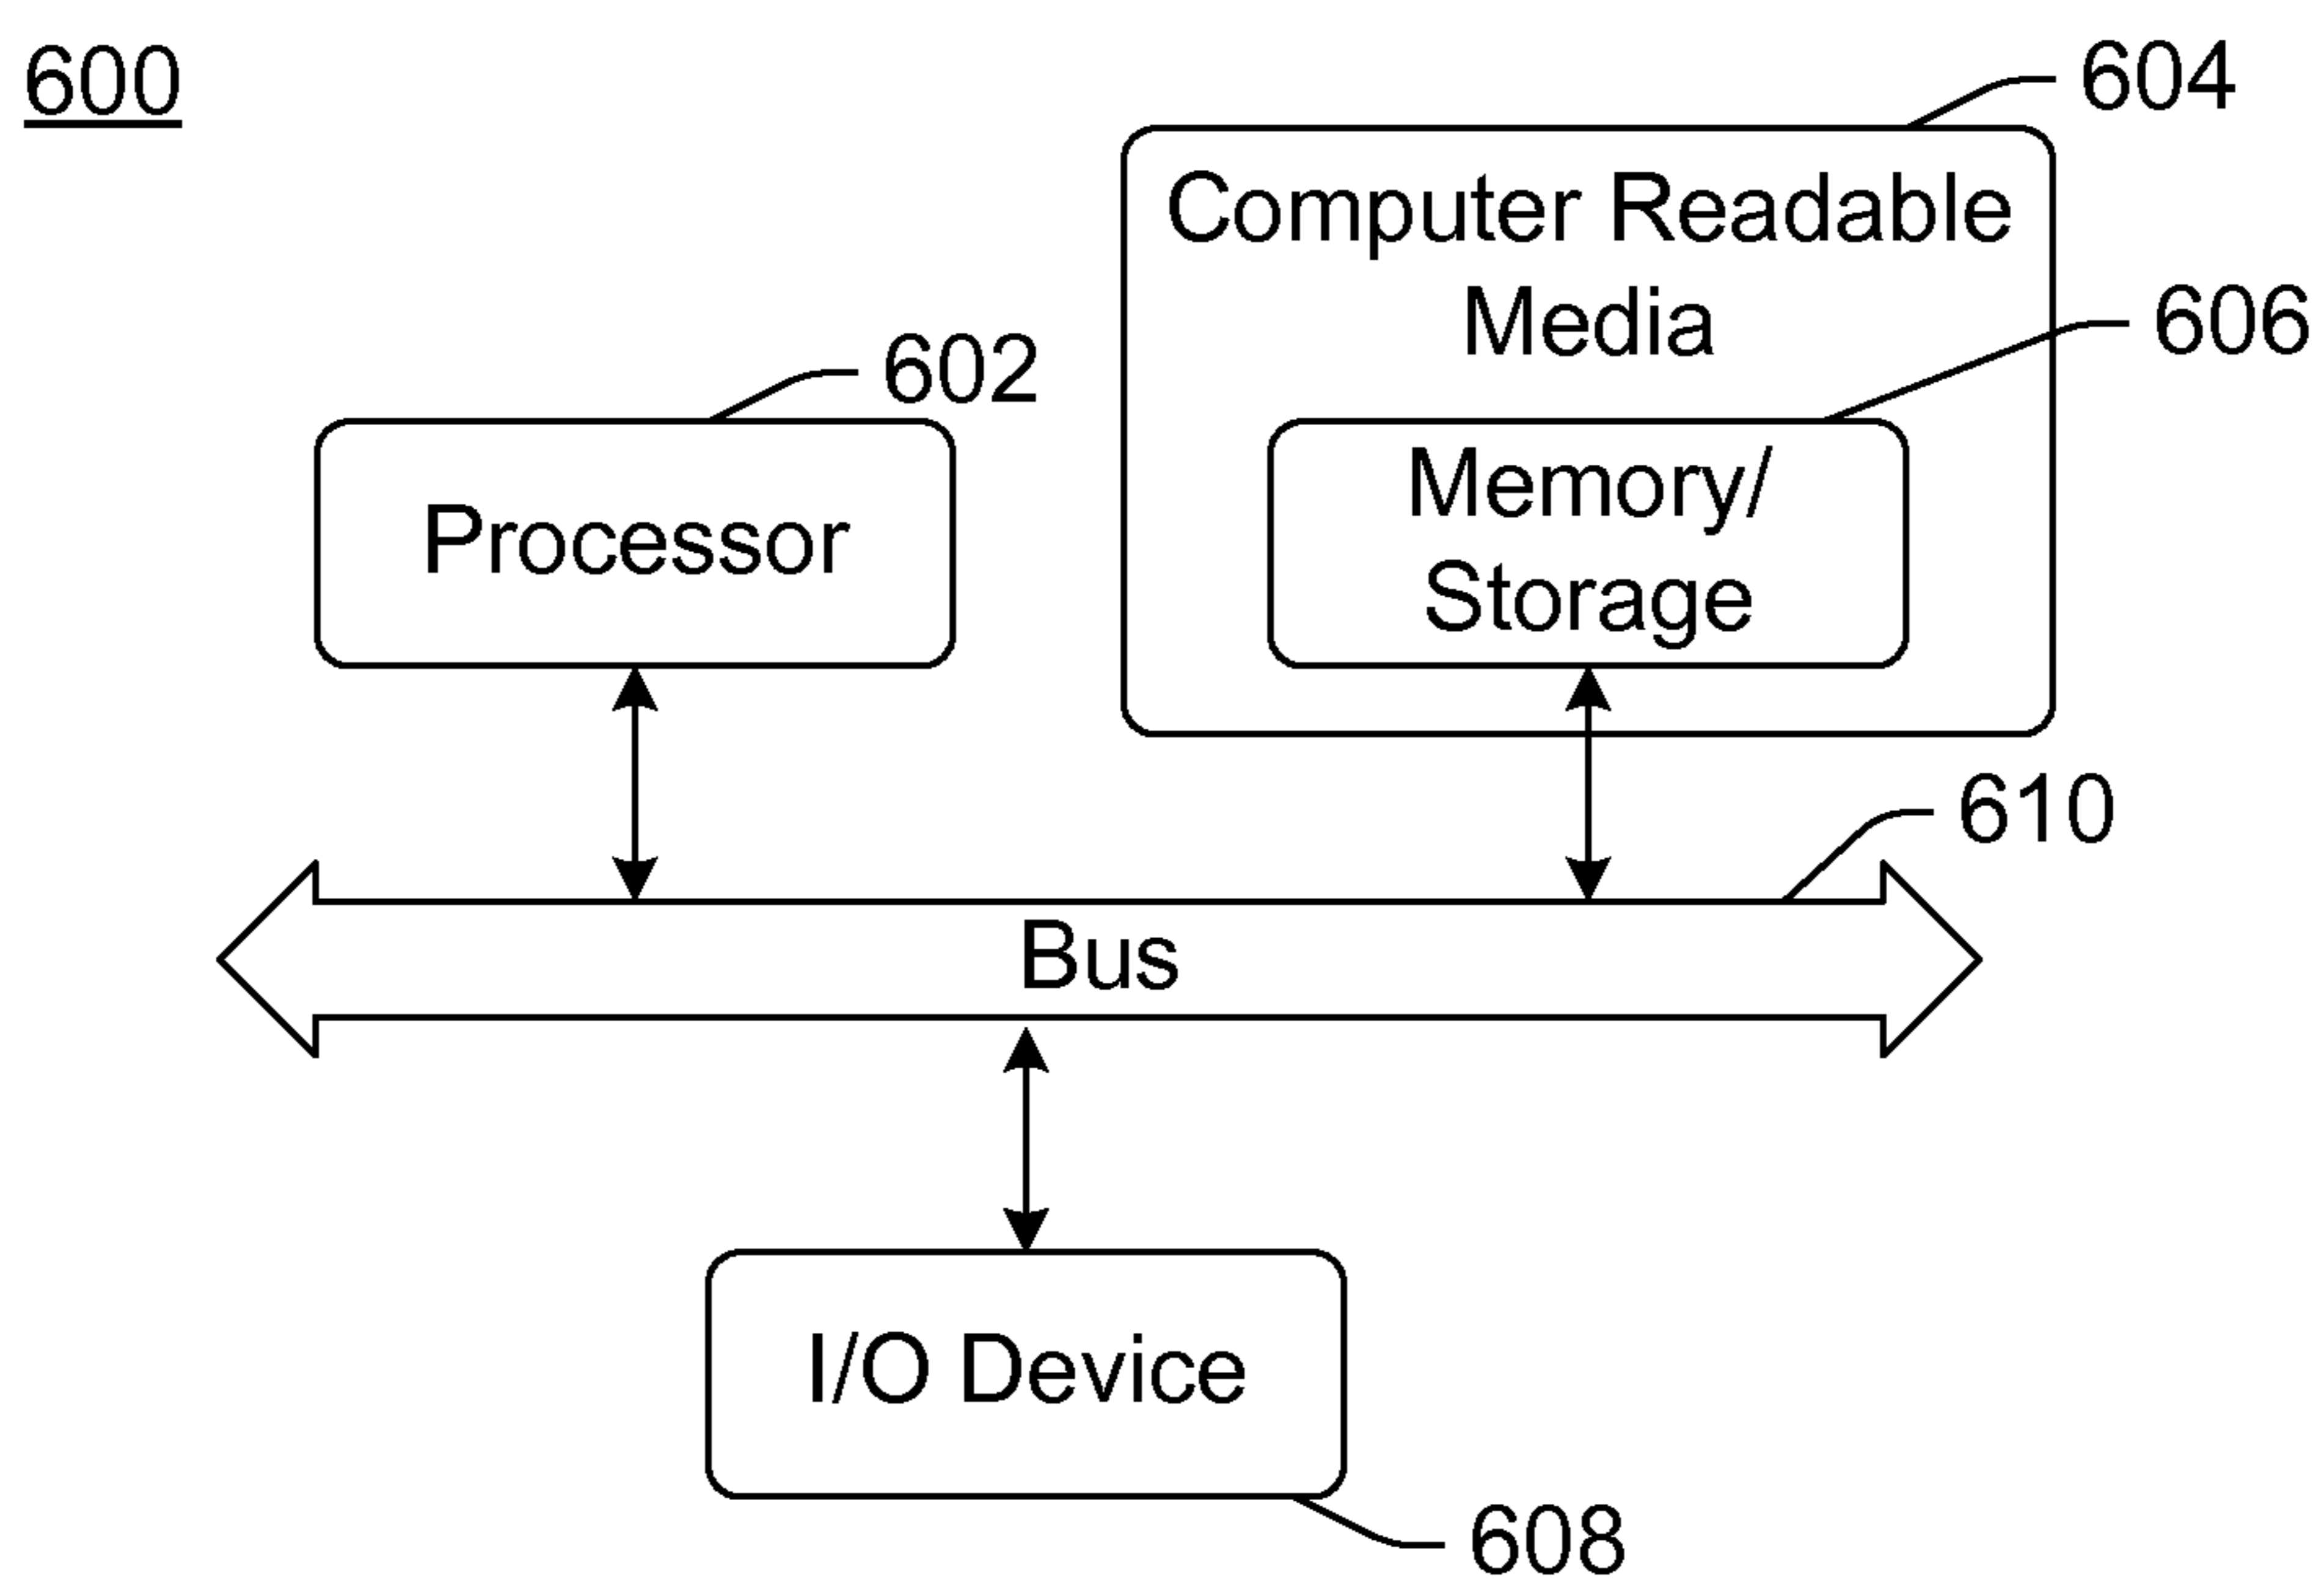 600
604
Computer Readable
Media
606
602
Processor
Memory/
Storage
610
Bus
I/O Device
608